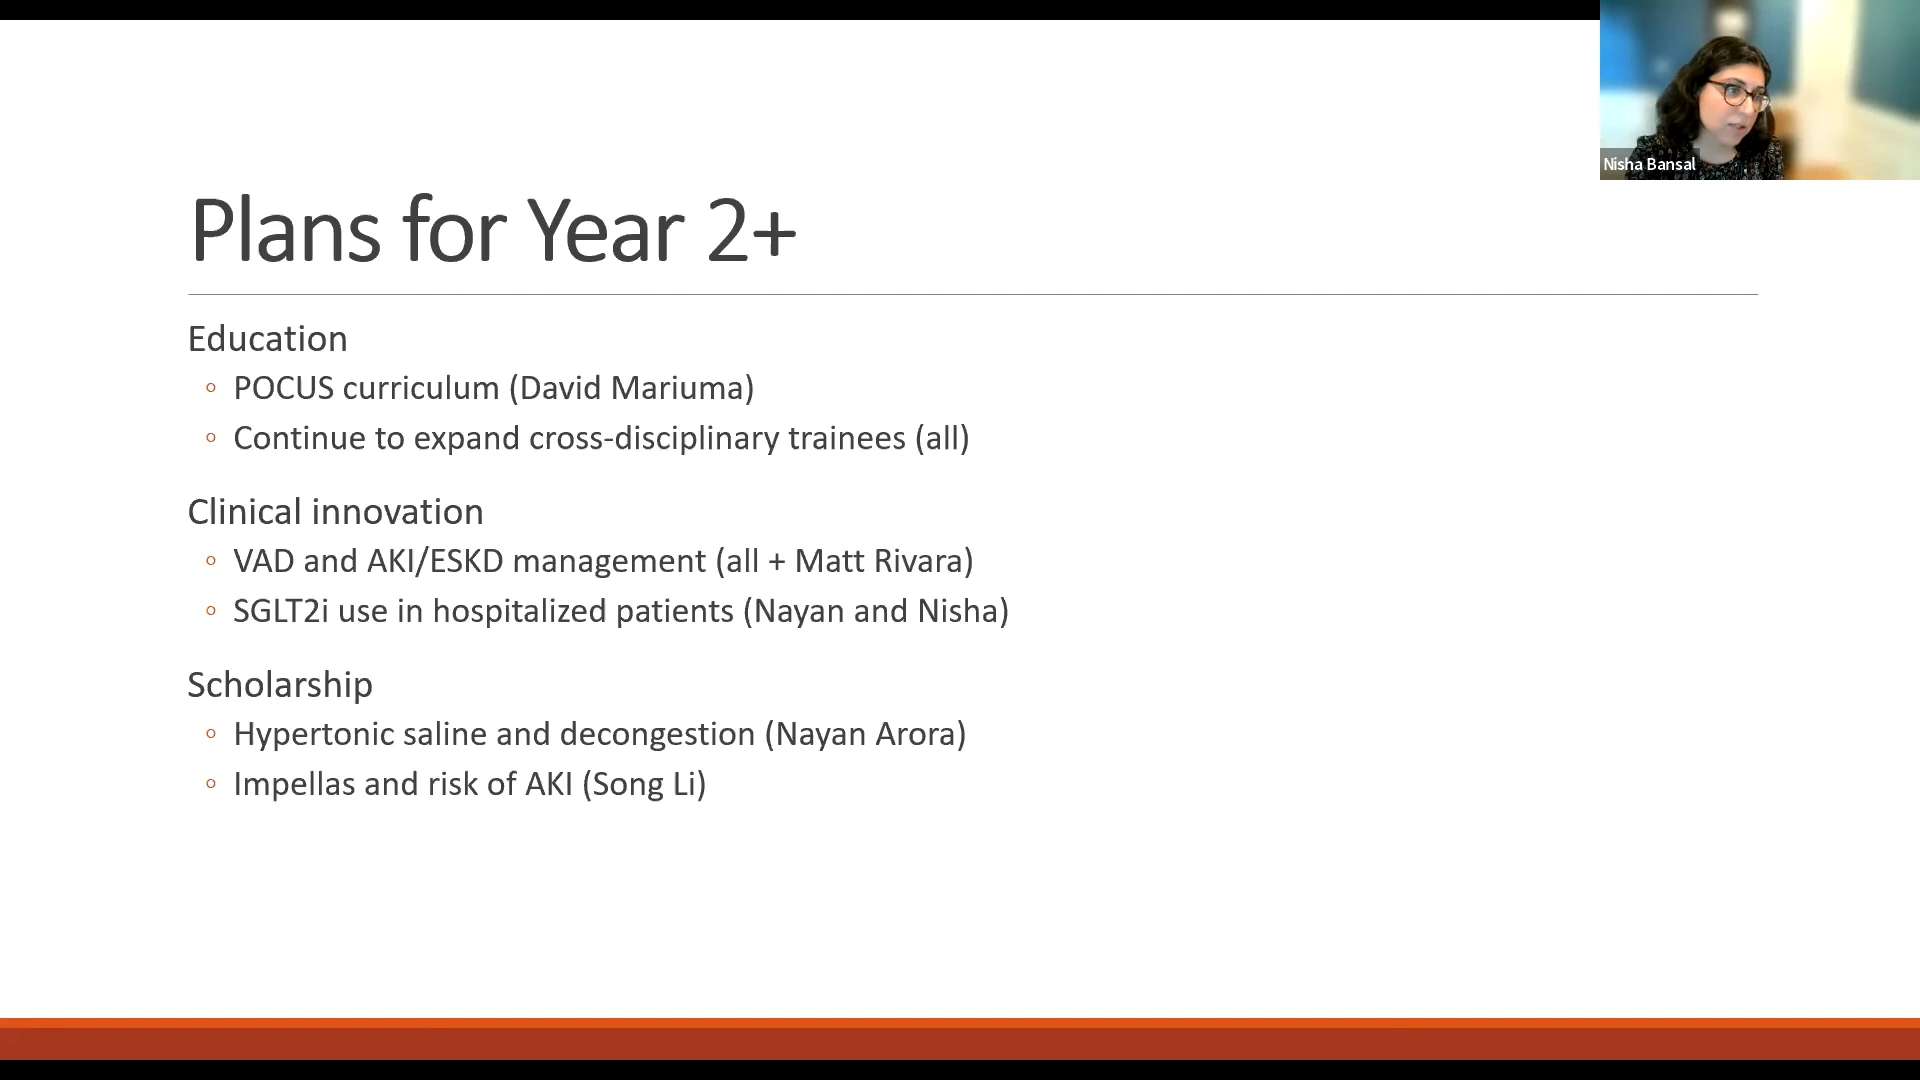 Nisha Bansal
Plans for Year 2+
Education
◦ POCUS curriculum (David Mariuma)
◦ Continue to expand cross-disciplinary trainees (all)
Clinical innovation
◦ VAD and AKI/ESKD management (all + Matt Rivara)
◦ SGLT2i use in hospitalized patients (Nayan and Nisha)
Scholarship
◦ Hypertonic saline and decongestion (Nayan Arora)
◦ Impellas and risk of AKI (Song Li)